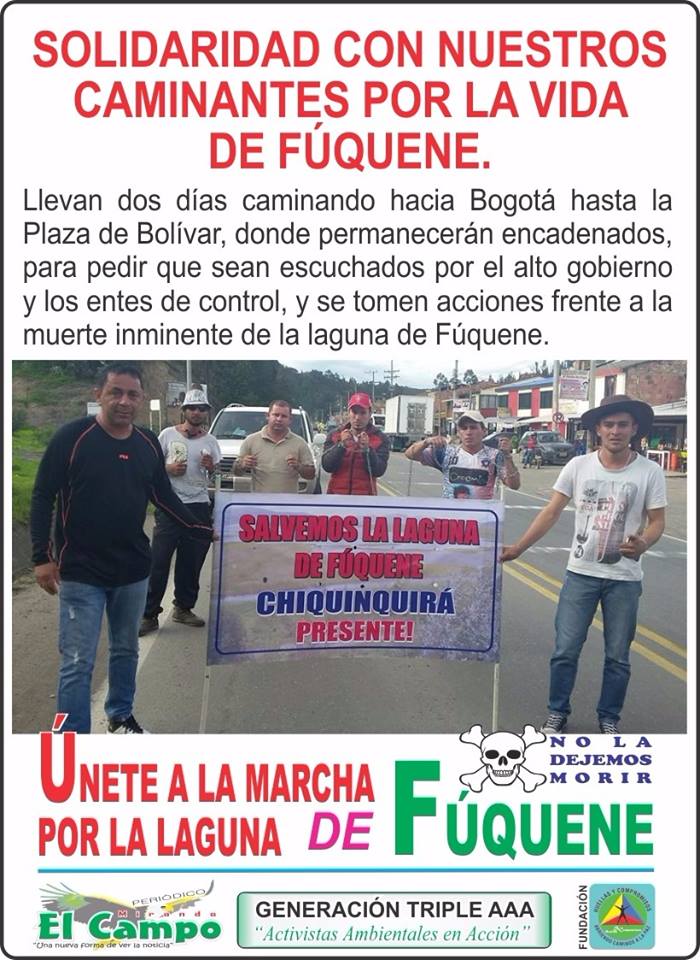 SOLIDARIDAD CON NUESTROS
CAMINANTES POR LA VIDA
DE FÚQUENE.
Llevan dos días caminando hacia Bogotá hasta la
Plaza de Bolívar, donde permanecerán encadenados,
para pedir que sean escuchados por el alto gobierno
y los entes de control, y se tomen acciones frente a la
muerte inminente de la laguna de Fúquene.
SALVEMOS LA LAGUNA
DE FÚQUENE
CHIQUINQUIRÁ
PRESENTE!
NO LA
DEJEMOS
MORIR
ÚNETE A LA MARCHA
POR LA LAGUNA DE FÚQUENE
PERIÓDICO
Miranda
El Campo
"Una nueva forma de ver la noticia"
GENERACIÓN TRIPLE AAA
"Activistas Ambientales en Acción"
FUNDACIÓN
HUELLAS Y COMPROMISOS